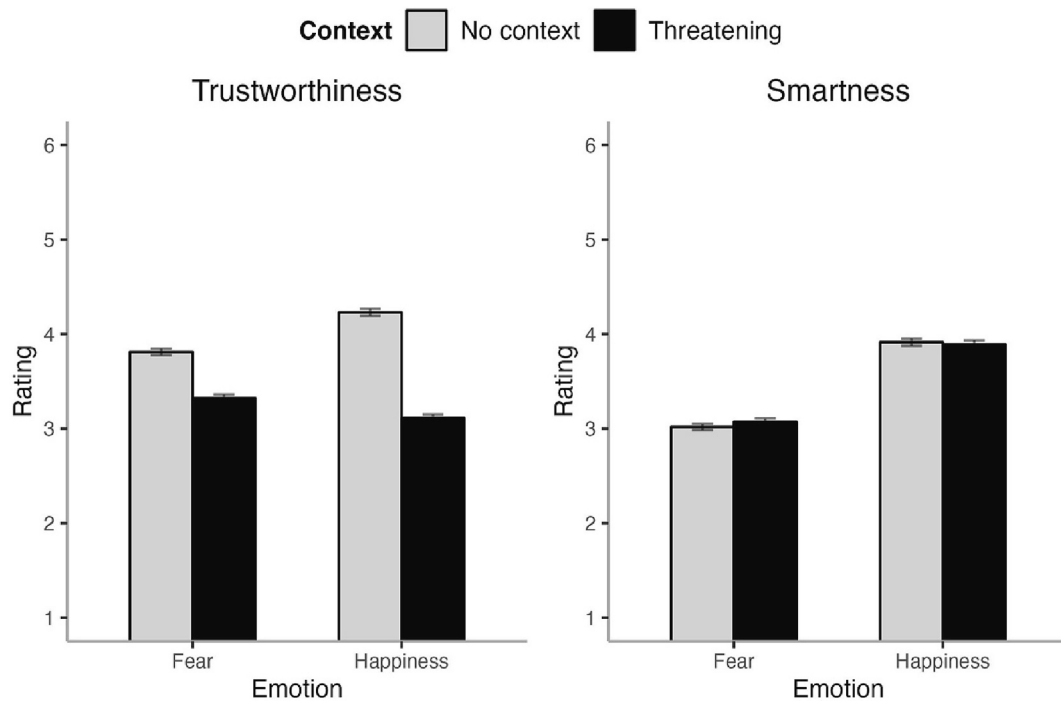 Context No context Threatening
Trustworthiness
Rating
6
5
4
3
2
1
Fear Happiness
Emotion
Smartness
Rating
6
5
4
3
2
1
Fear Happiness
Emotion